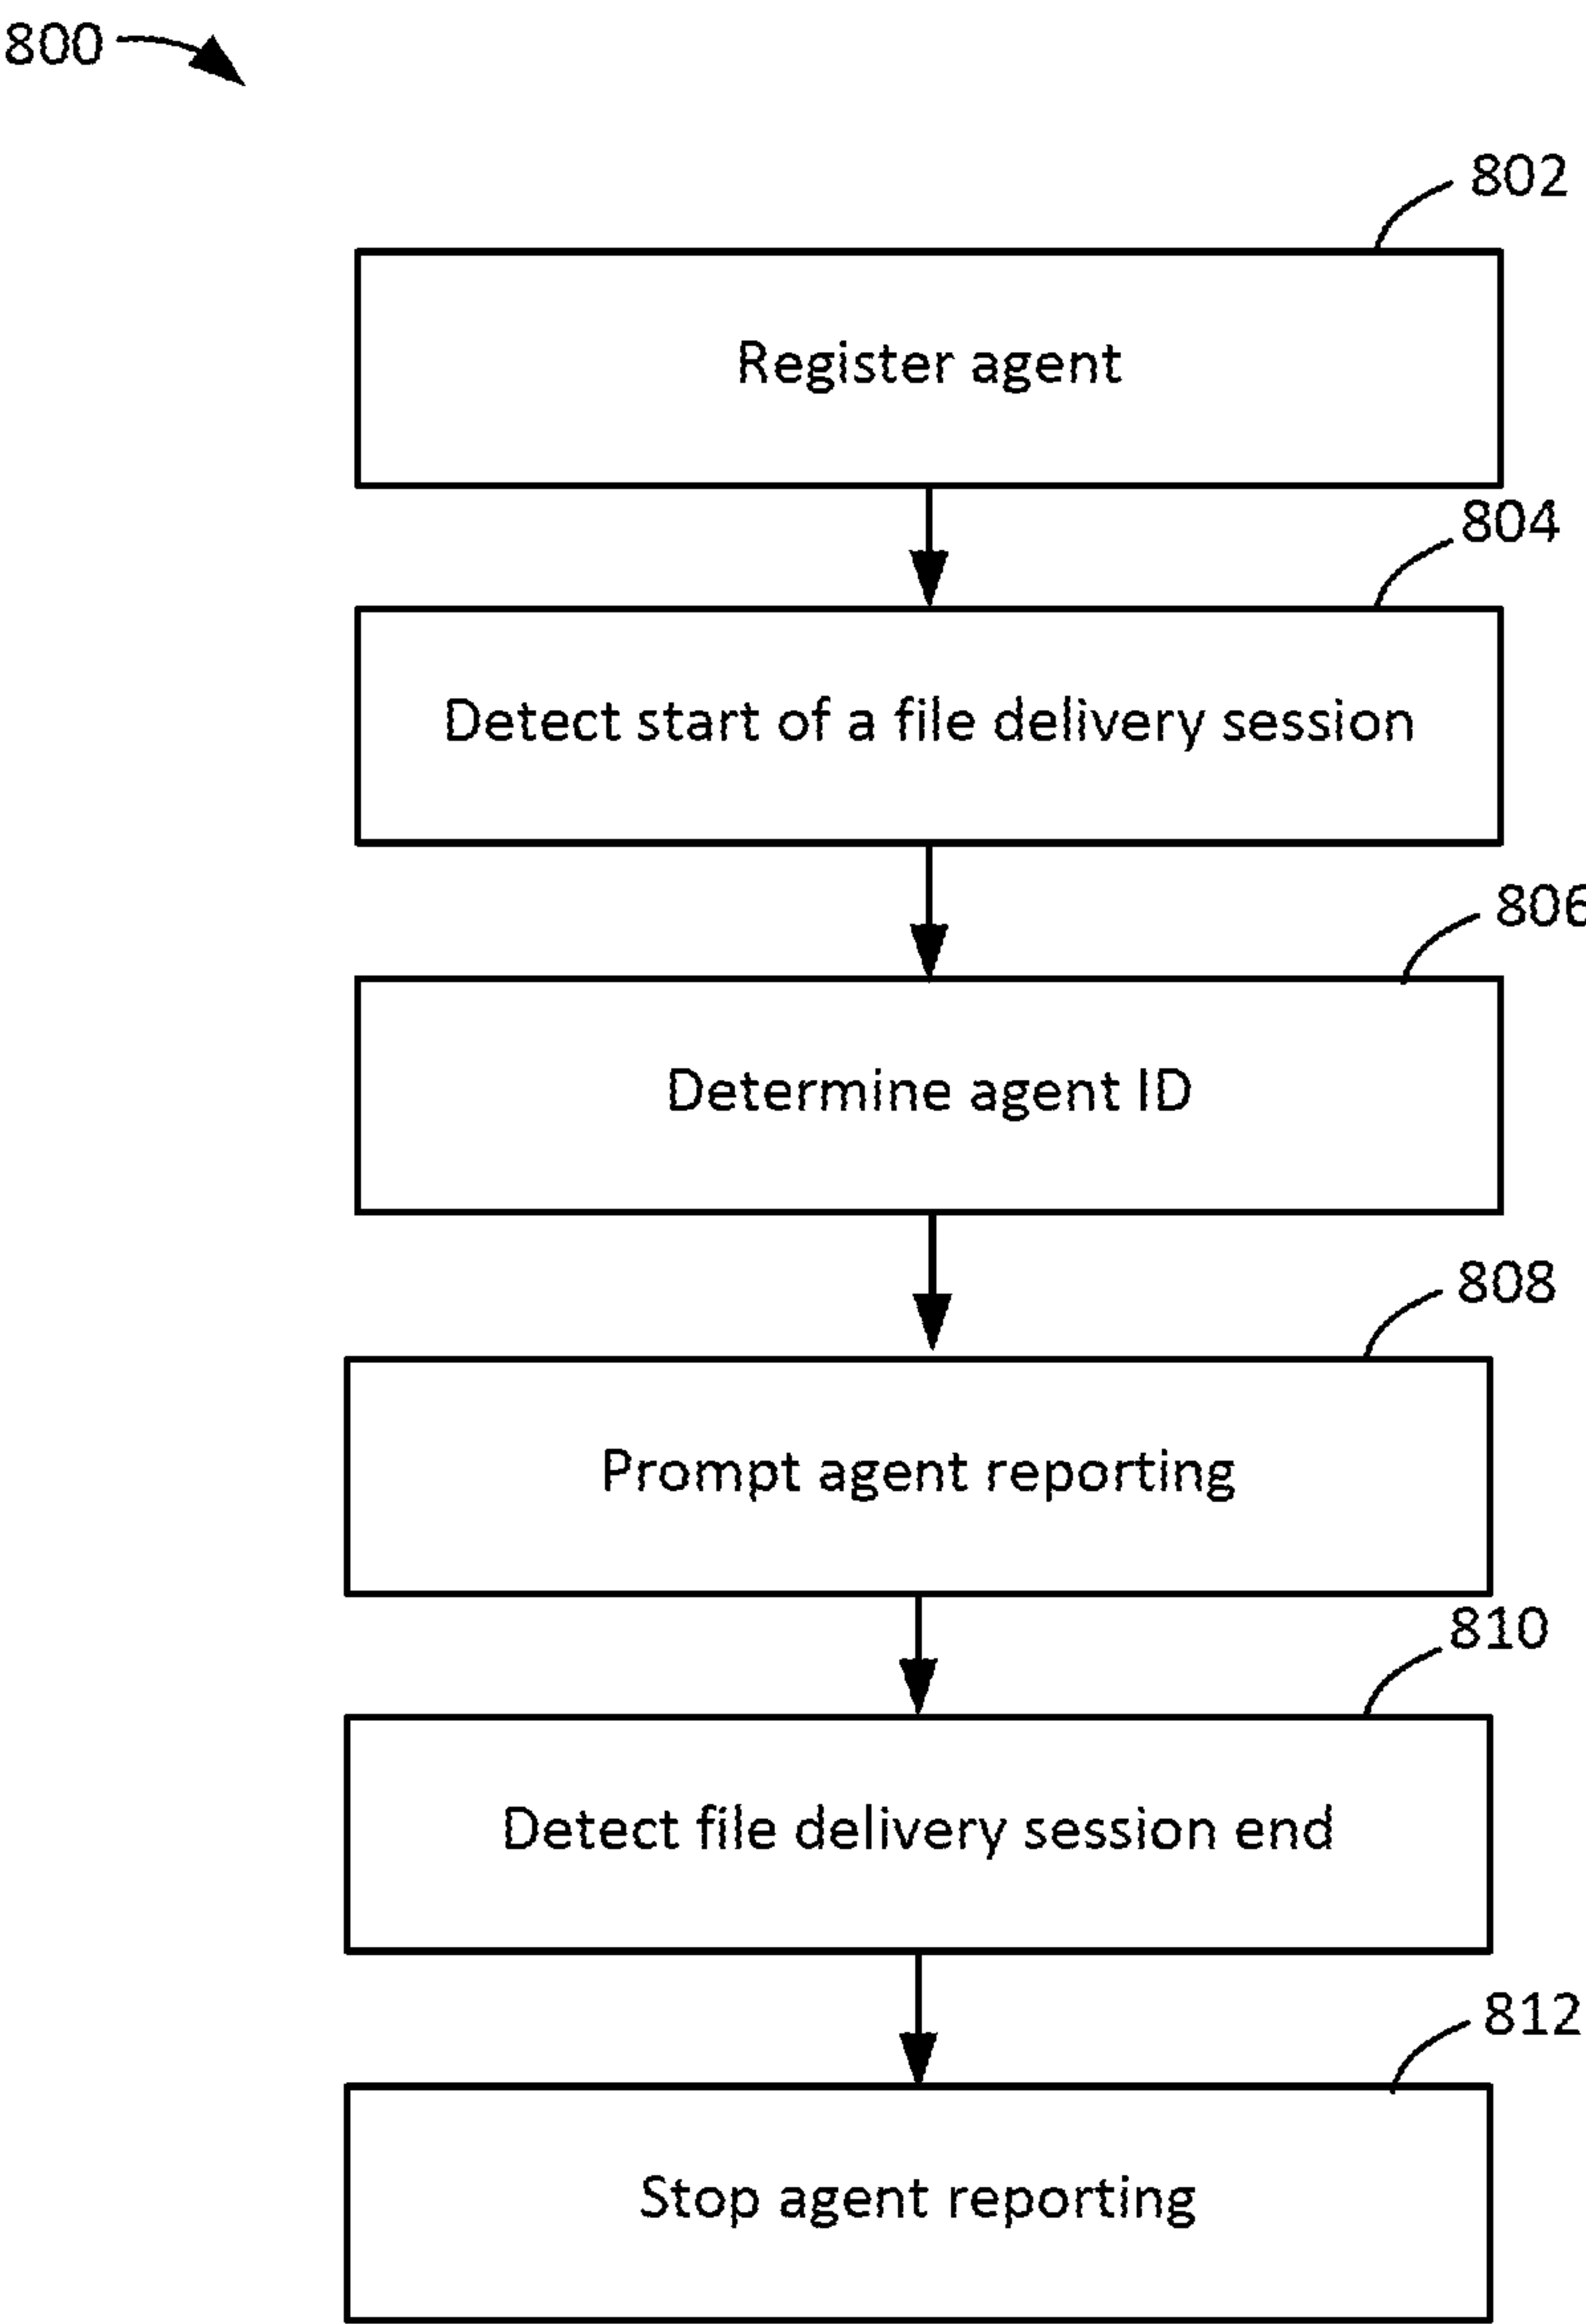 800
802
Register agent
804
Detect start of a file delivery session
806
Determine agent ID
808
Prompt agent reporting
810
Detect file delivery session end
812
Stop agent reporting